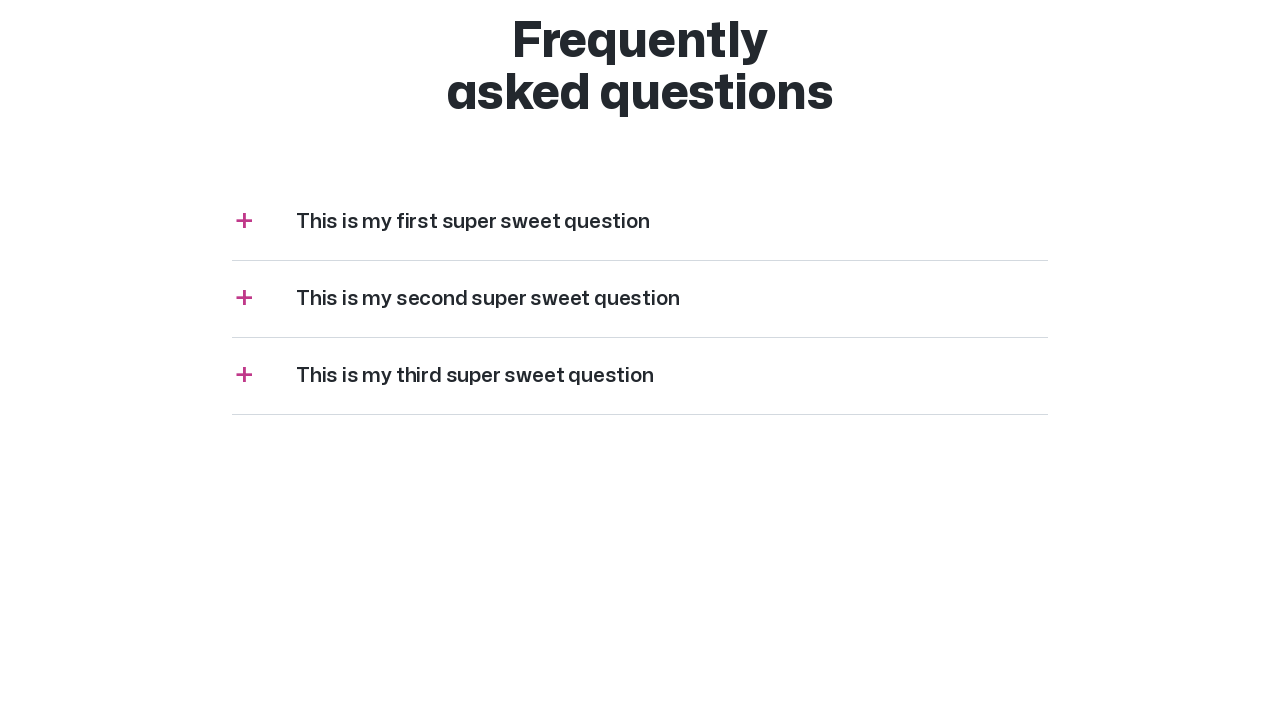 Frequently
asked questions
This is my first super sweet question
This is my second super sweet question
This is my third super sweet question